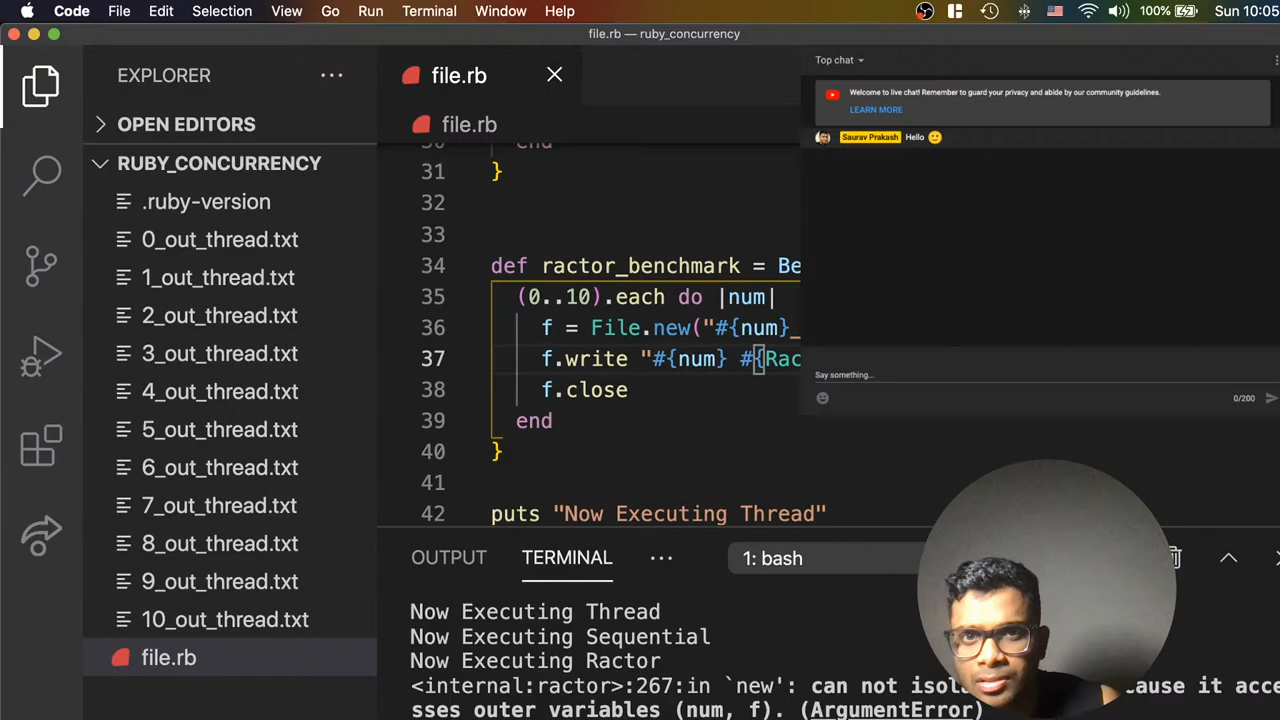 Code File Edit Selection View Go Run Terminal Window Help 100% Sun 10:05
file.rb — ruby_concurrency
EXPLORER ···
OPEN EDITORS
RUBY_CONCURRENCY
.ruby-version
0_out_thread.txt
1_out_thread.txt
2_out_thread.txt
3_out_thread.txt
4_out_thread.txt
5_out_thread.txt
6_out_thread.txt
7_out_thread.txt
8_out_thread.txt
9_out_thread.txt
10_out_thread.txt
file.rb
file.rb
file.rb
30 end
31 }
32
33
34 def ractor_benchmark = Be
35 (0..10).each do |num|
36 f = File.new("#{num}_
37 f.write "#{num} #{Rac
38 f.close
39 end
40 }
41
42 puts "Now Executing Thread"
Top chat
Welcome to live chat! Remember to guard your privacy and abide by our community guidelines.
LEARN MORE
Saurav Prakash Hello 🙂
Say something...
0/200
OUTPUT TERMINAL ··· 1: bash
Now Executing Thread
Now Executing Sequential
Now Executing Ractor
<internal:ractor>:267:in `new': can not isol cause it acce
sses outer variables (num, f). (ArgumentError)